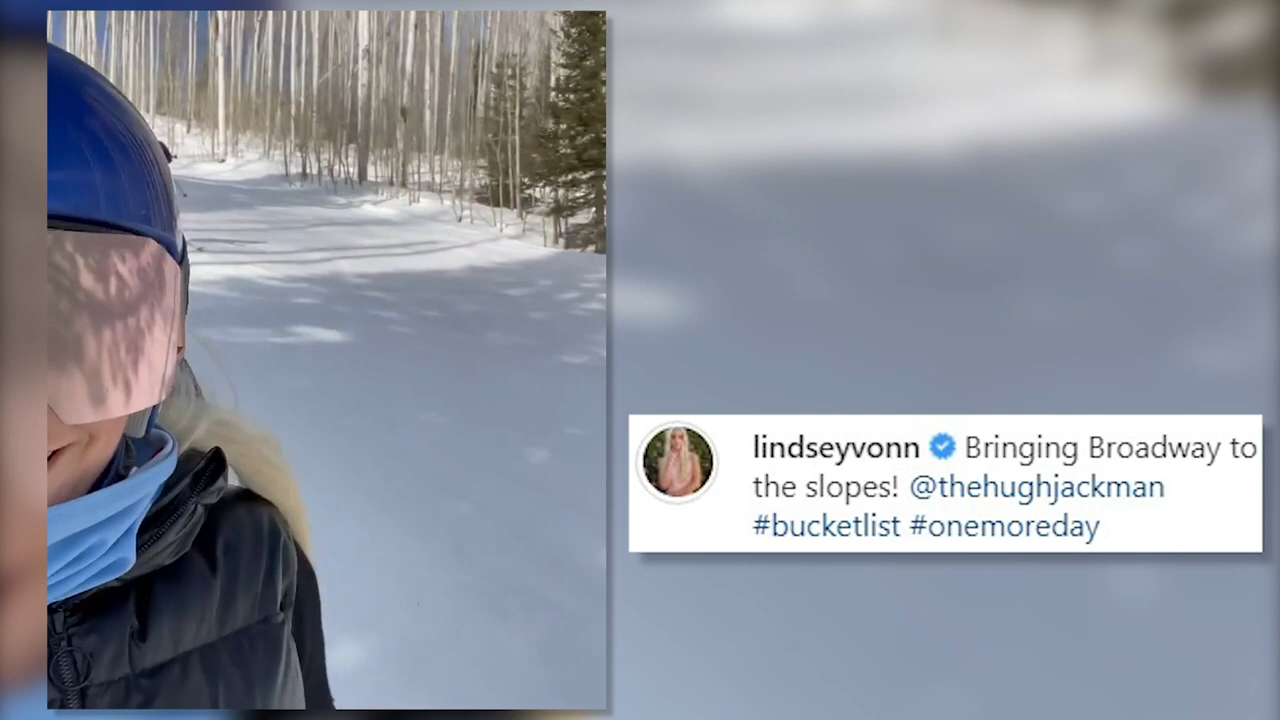 lindseyvonn Bringing Broadway to
the slopes! @thehughjackman
#bucketlist #onemoreday